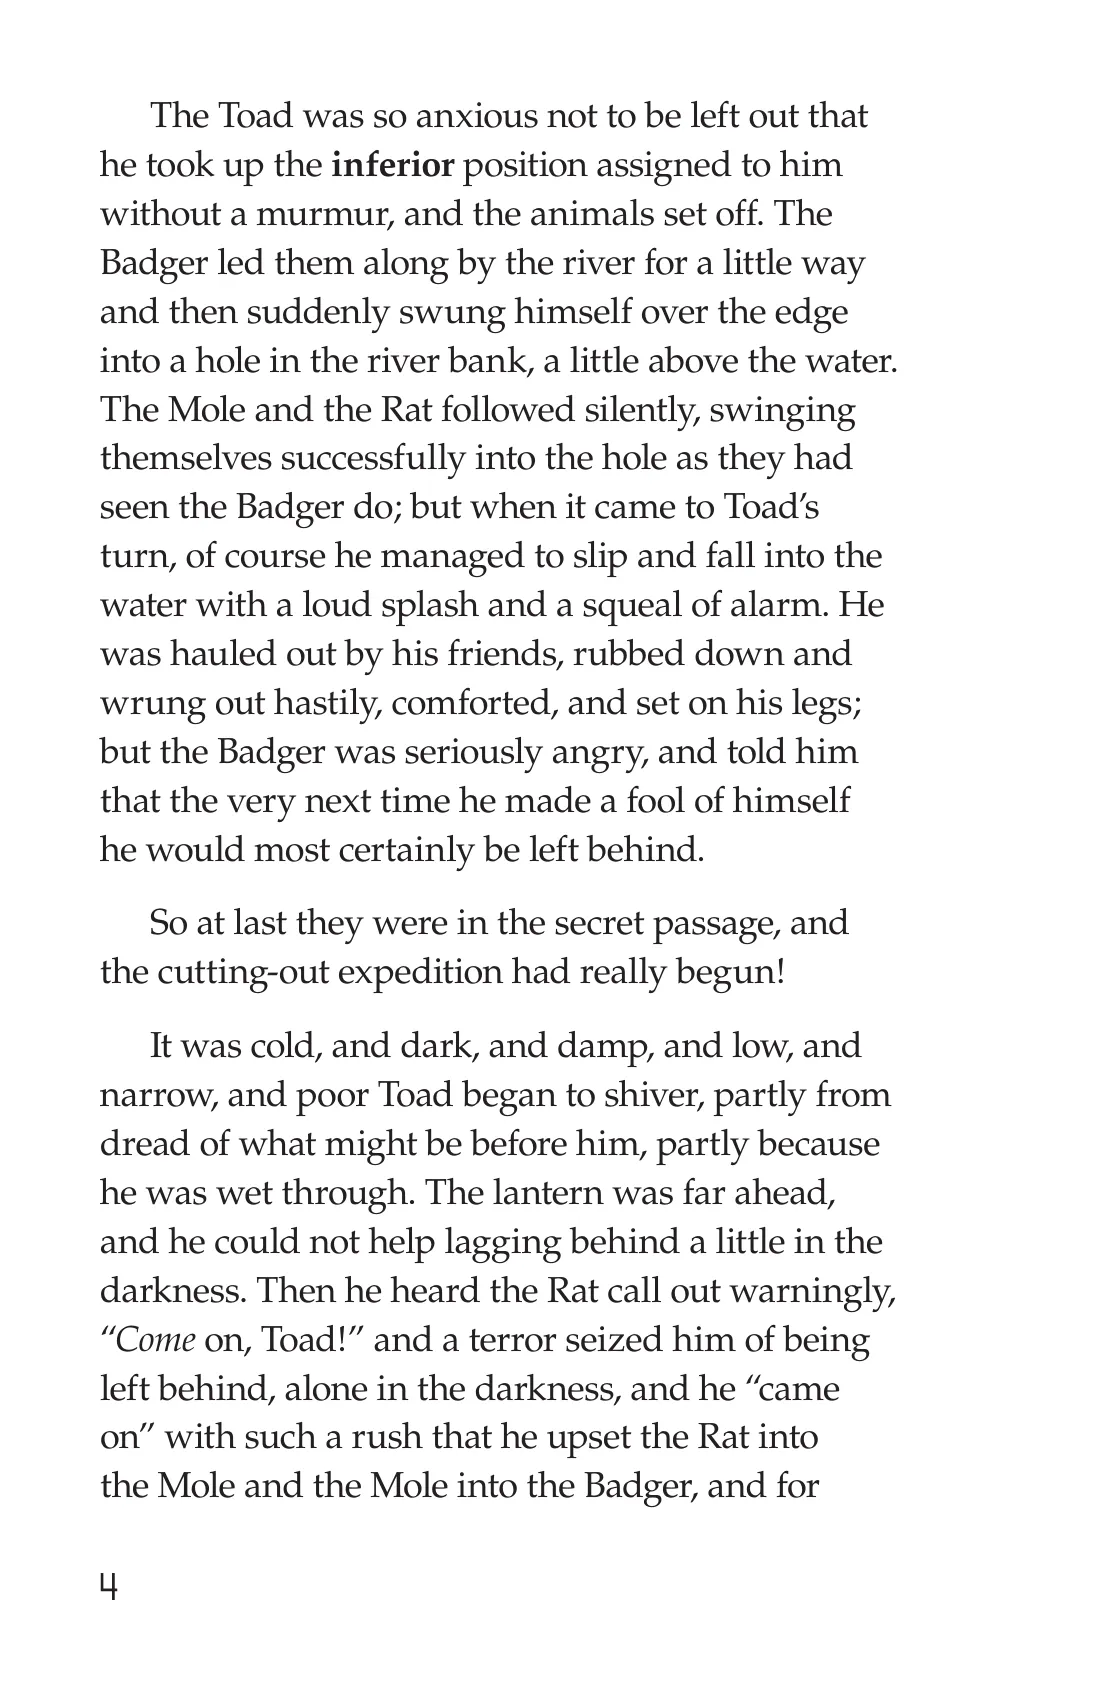 The Toad was so anxious not to be left out that
he took up the inferior position assigned to him
without a murmur, and the animals set off. The
Badger led them along by the river for a little way
and then suddenly swung himself over the edge
into a hole in the river bank, a little above the water.
The Mole and the Rat followed silently, swinging
themselves successfully into the hole as they had
seen the Badger do; but when it came to Toad’s
turn, of course he managed to slip and fall into the
water with a loud splash and a squeal of alarm. He
was hauled out by his friends, rubbed down and
wrung out hastily, comforted, and set on his legs;
but the Badger was seriously angry, and told him
that the very next time he made a fool of himself
he would most certainly be left behind.
So at last they were in the secret passage, and
the cutting-out expedition had really begun!
It was cold, and dark, and damp, and low, and
narrow, and poor Toad began to shiver, partly from
dread of what might be before him, partly because
he was wet through. The lantern was far ahead,
and he could not help lagging behind a little in the
darkness. Then he heard the Rat call out warningly,
“Come on, Toad!” and a terror seized him of being
left behind, alone in the darkness, and he “came
on” with such a rush that he upset the Rat into
the Mole and the Mole into the Badger, and for
4